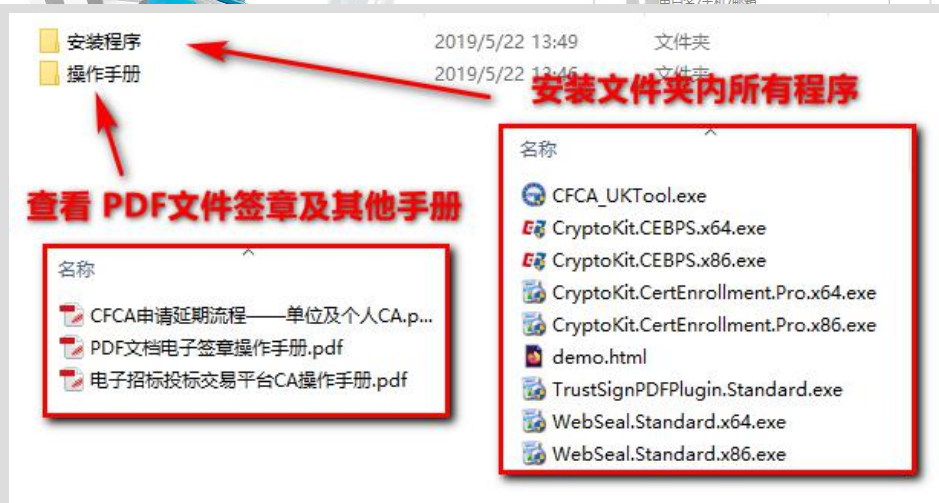 安装程序 2019/5/22 13:49 文件夹
操作手册 2019/5/22 13:46 文件夹
安装文件夹内所有程序
查看 PDF文件签章及其他手册
名称
CFCA申请延期流程——单位及个人CA.p...
PDF文档电子签章操作手册.pdf
电子招标投标交易平台CA操作手册.pdf
名称
CFCA_UKTool.exe
CryptoKit.CEBPS.x64.exe
CryptoKit.CEBPS.x86.exe
CryptoKit.CertEnrollment.Pro.x64.exe
CryptoKit.CertEnrollment.Pro.x86.exe
demo.html
TrustSignPDFPlugin.Standard.exe
WebSeal.Standard.x64.exe
WebSeal.Standard.x86.exe